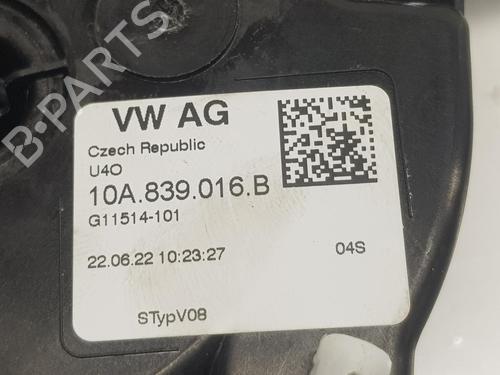 VW AG
Czech Republic
U4O
10A.839.016.B
G11514-101
22.06.22 10:23:27
04S
STypV08
B-PARTS